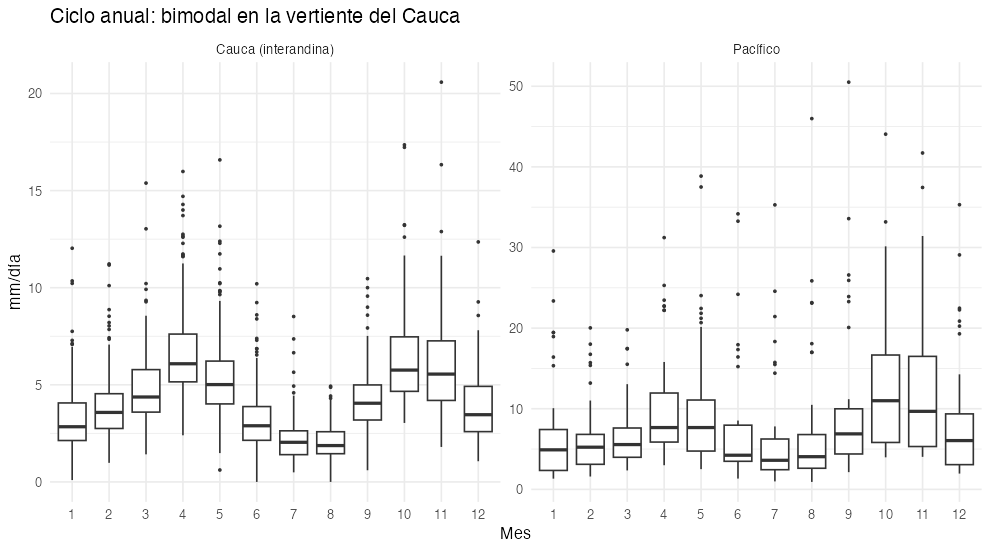 Ciclo anual: bimodal en la vertiente del Cauca
Cauca (interandina)
Pacífico
mm/día
20
15
10
5
0
50
40
30
20
10
0
1 2 3 4 5 6 7 8 9 10 11 12
1 2 3 4 5 6 7 8 9 10 11 12
Mes